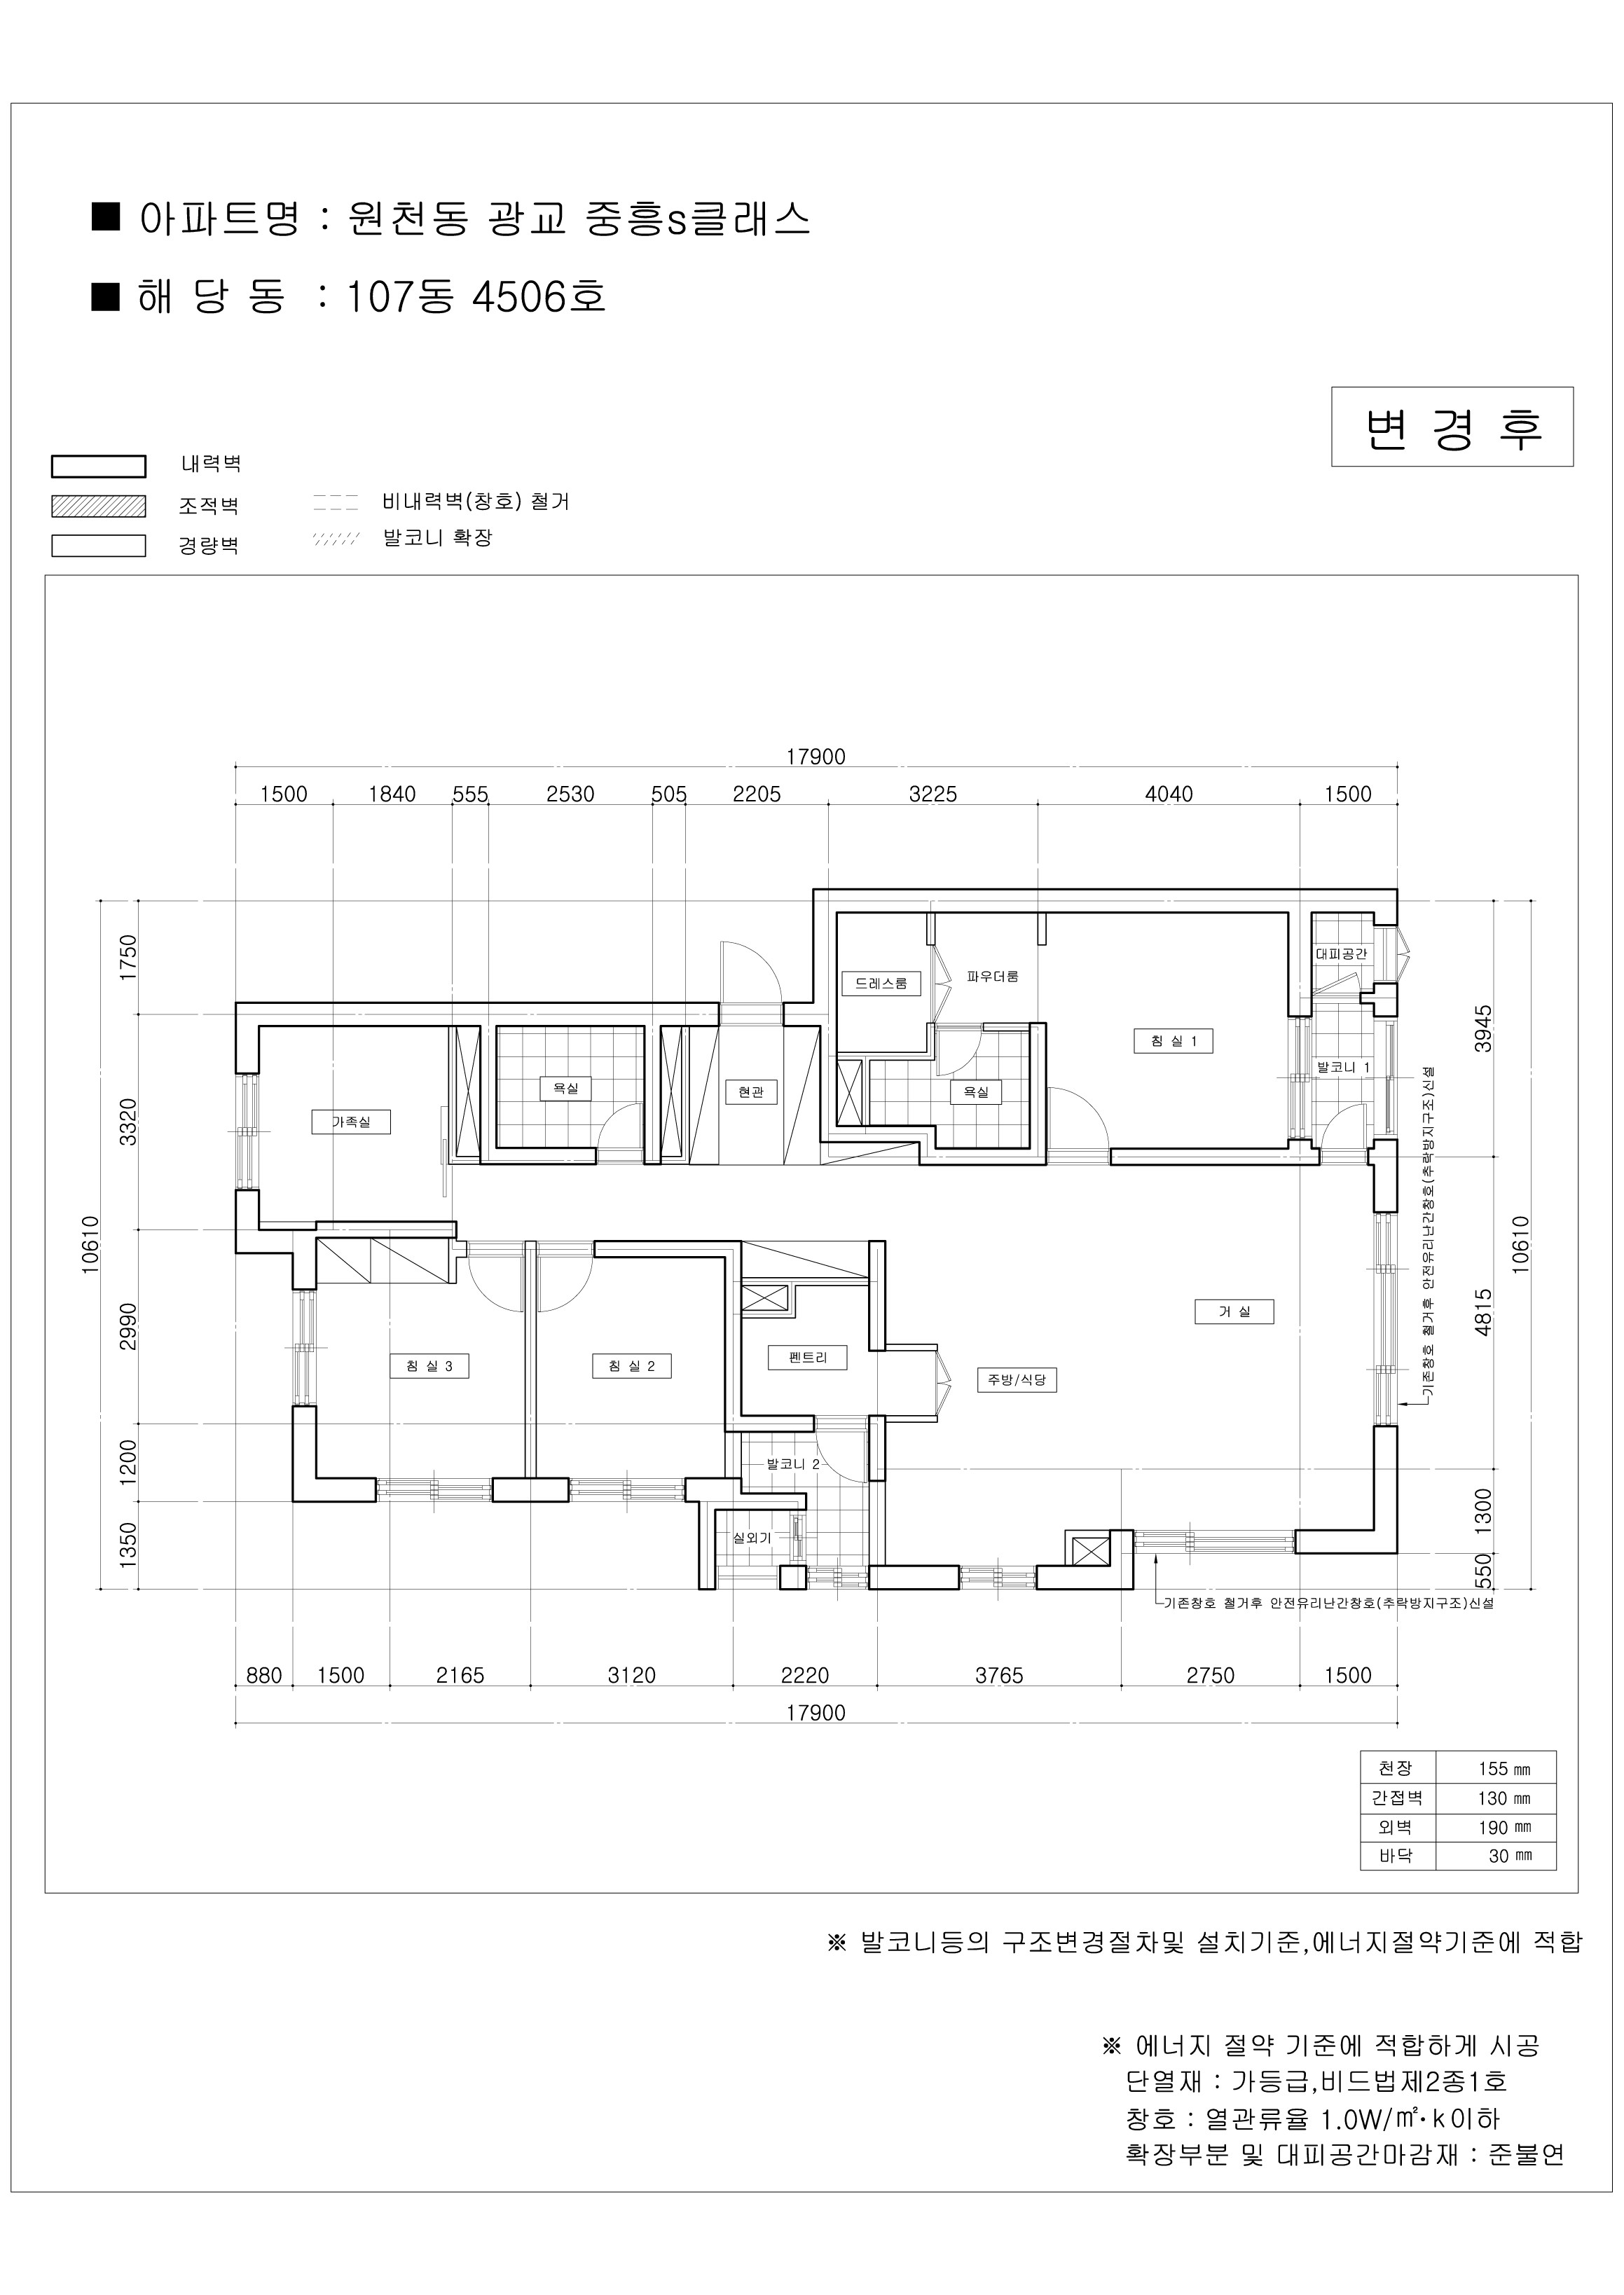 ■ 아파트명 : 원천동 광교 중흥s클래스
■ 해 당 동 : 107동 4506호
변 경 후
내력벽
조적벽
경량벽
비내력벽(창호) 철거
발코니 확장
17900
1500 1840 555 2530 505 2205 3225 4040 1500
10610
1750
3320
2990
1200
1350
대피공간
드레스룸
파우더룸
침 실 1
발코니 1
욕실
현관
욕실
가족실
거 실
펜트리
침 실 3
침 실 2
주방/식당
발코니 2
실외기
3945
4815
1300
550
10610
기존창호 철거후 안전유리난간창호(추락방지구조)신설
기존창호 철거후 안전유리난간창호(추락방지구조)신설
880 1500 2165 3120 2220 3765 2750 1500
17900
천장 155 ㎜
간접벽 130 ㎜
외벽 190 ㎜
바닥 30 ㎜
※ 발코니등의 구조변경절차및 설치기준,에너지절약기준에 적합
※ 에너지 절약 기준에 적합하게 시공
단열재 : 가등급,비드법제2종1호
창호 : 열관류율 1.0W/㎡·k이하
확장부분 및 대피공간마감재 : 준불연